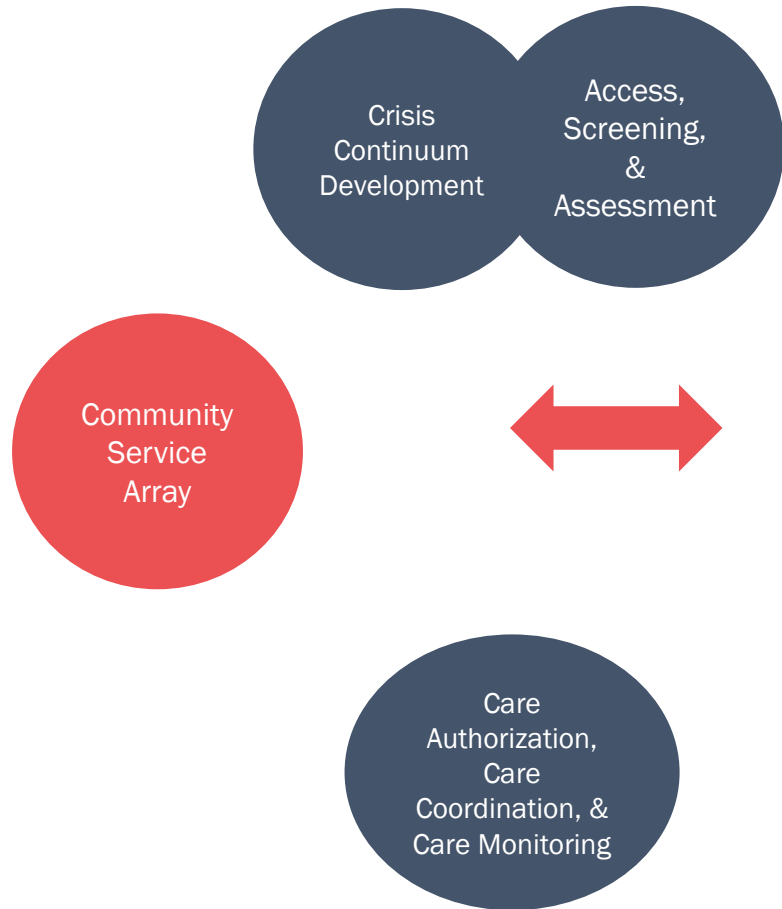 Crisis
Continuum
Development
Access,
Screening,
&
Assessment
Community
Service
Array
Care
Authorization,
Care
Coordination, &
Care Monitoring